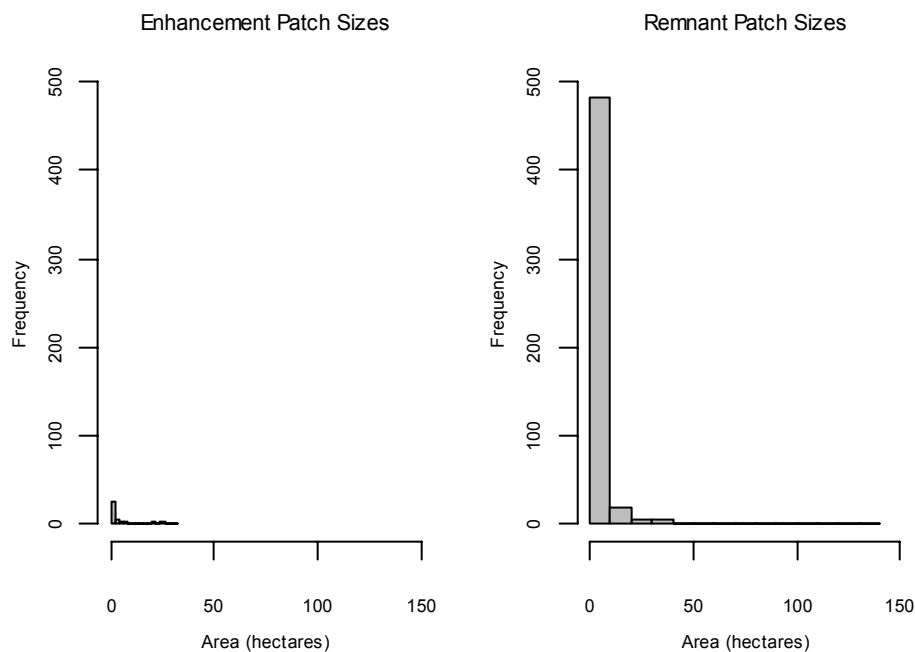 Enhancement Patch Sizes
Frequency
500
400
300
200
100
0
0 50 100 150
Area (hectares)
Remnant Patch Sizes
Frequency
500
400
300
200
100
0
0 50 100 150
Area (hectares)